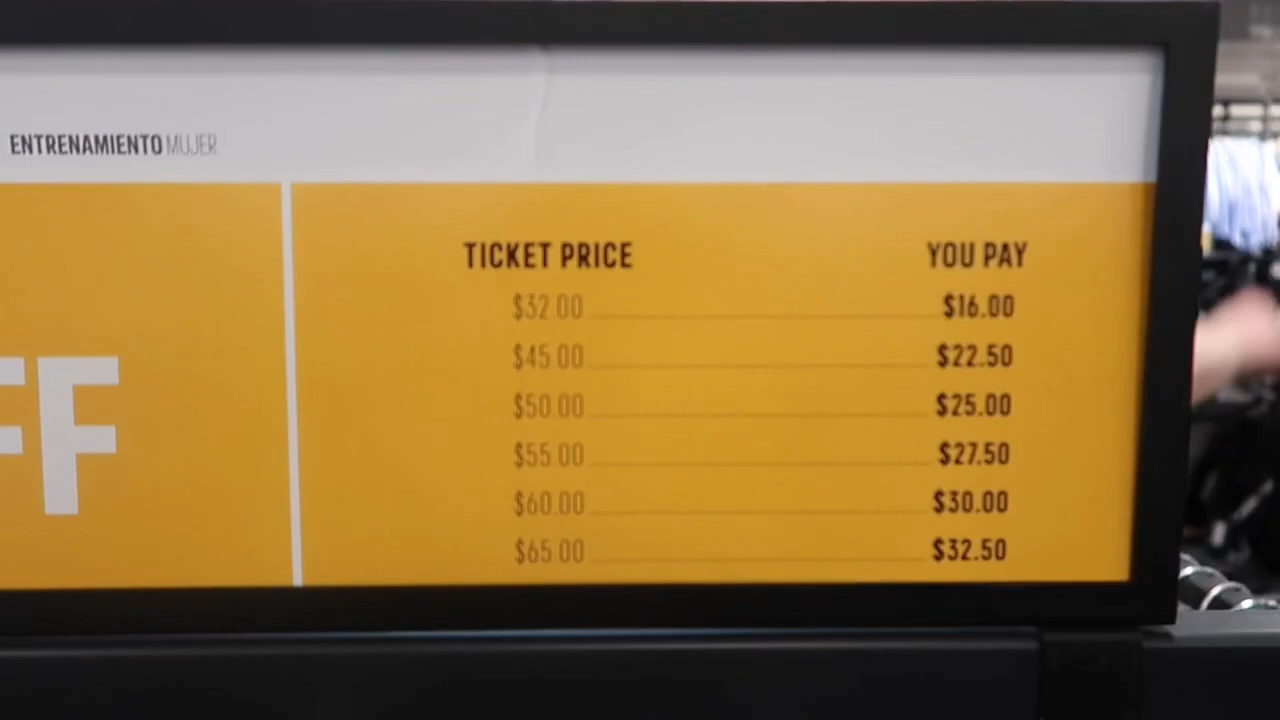 ENTRENAMIENTO MUJER
FF
TICKET PRICE YOU PAY
$32.00 $16.00
$45.00 $22.50
$50.00 $25.00
$55.00 $27.50
$60.00 $30.00
$65.00 $32.50